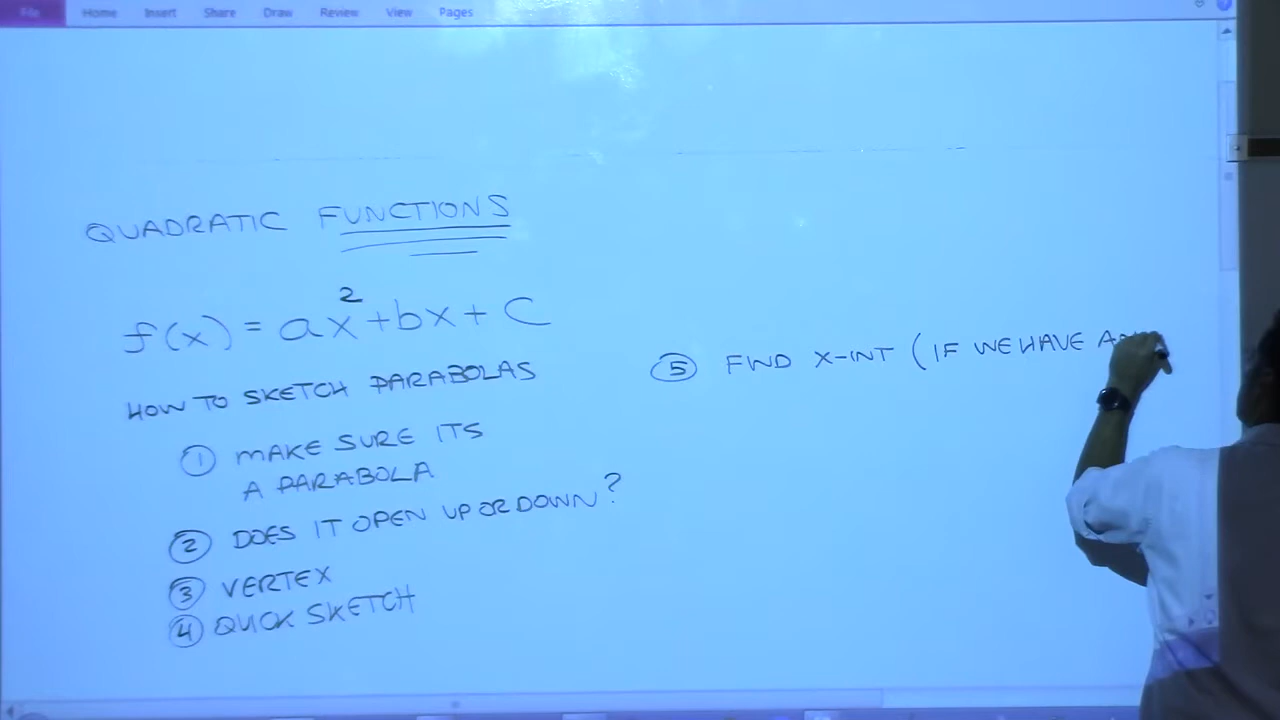 File Home Insert Share Draw Review View Pages
QUADRATIC FUNCTIONS
f(x) = ax²+bx+C
HOW TO SKETCH PARABOLAS
① MAKE SURE ITS
A PARABOLA
② DOES IT OPEN UP OR DOWN?
③ VERTEX
④ QUICK SKETCH
⑤ FIND X-INT (IF WE HAVE